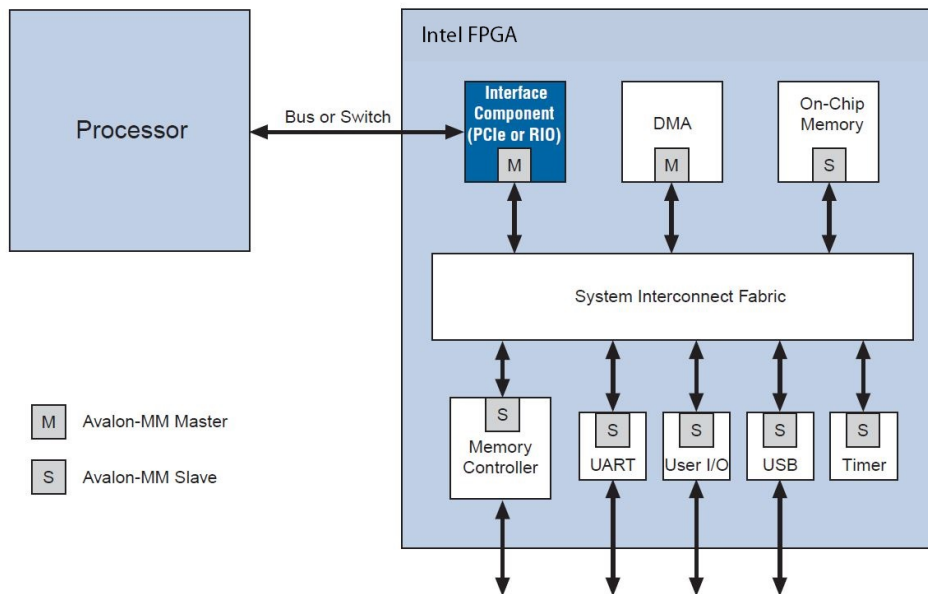 Intel FPGA
Processor
Bus or Switch
Interface
Component
(PCIe or RIO)
M
DMA
M
On-Chip
Memory
S
System Interconnect Fabric
S
Memory
Controller
S
UART
S
User I/O
S
USB
S
Timer
M Avalon-MM Master
S Avalon-MM Slave